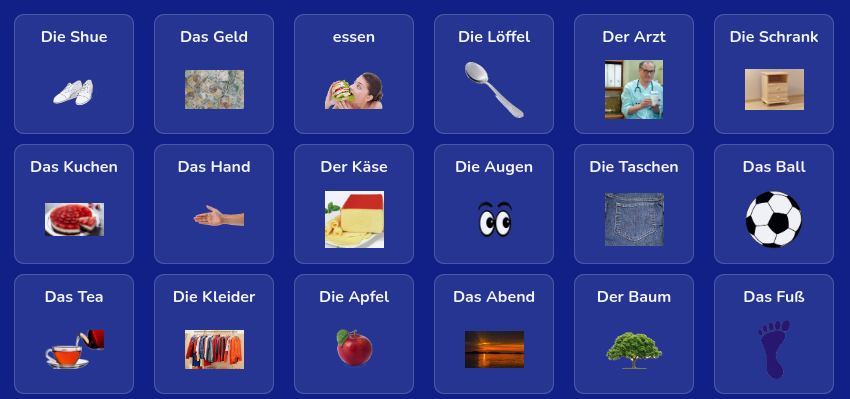 Die Shue
Das Geld
essen
Die Löffel
Der Arzt
Die Schrank
Das Kuchen
Das Hand
Der Käse
Die Augen
Die Taschen
Das Ball
Das Tea
Die Kleider
Die Apfel
Das Abend
Der Baum
Das Fuß